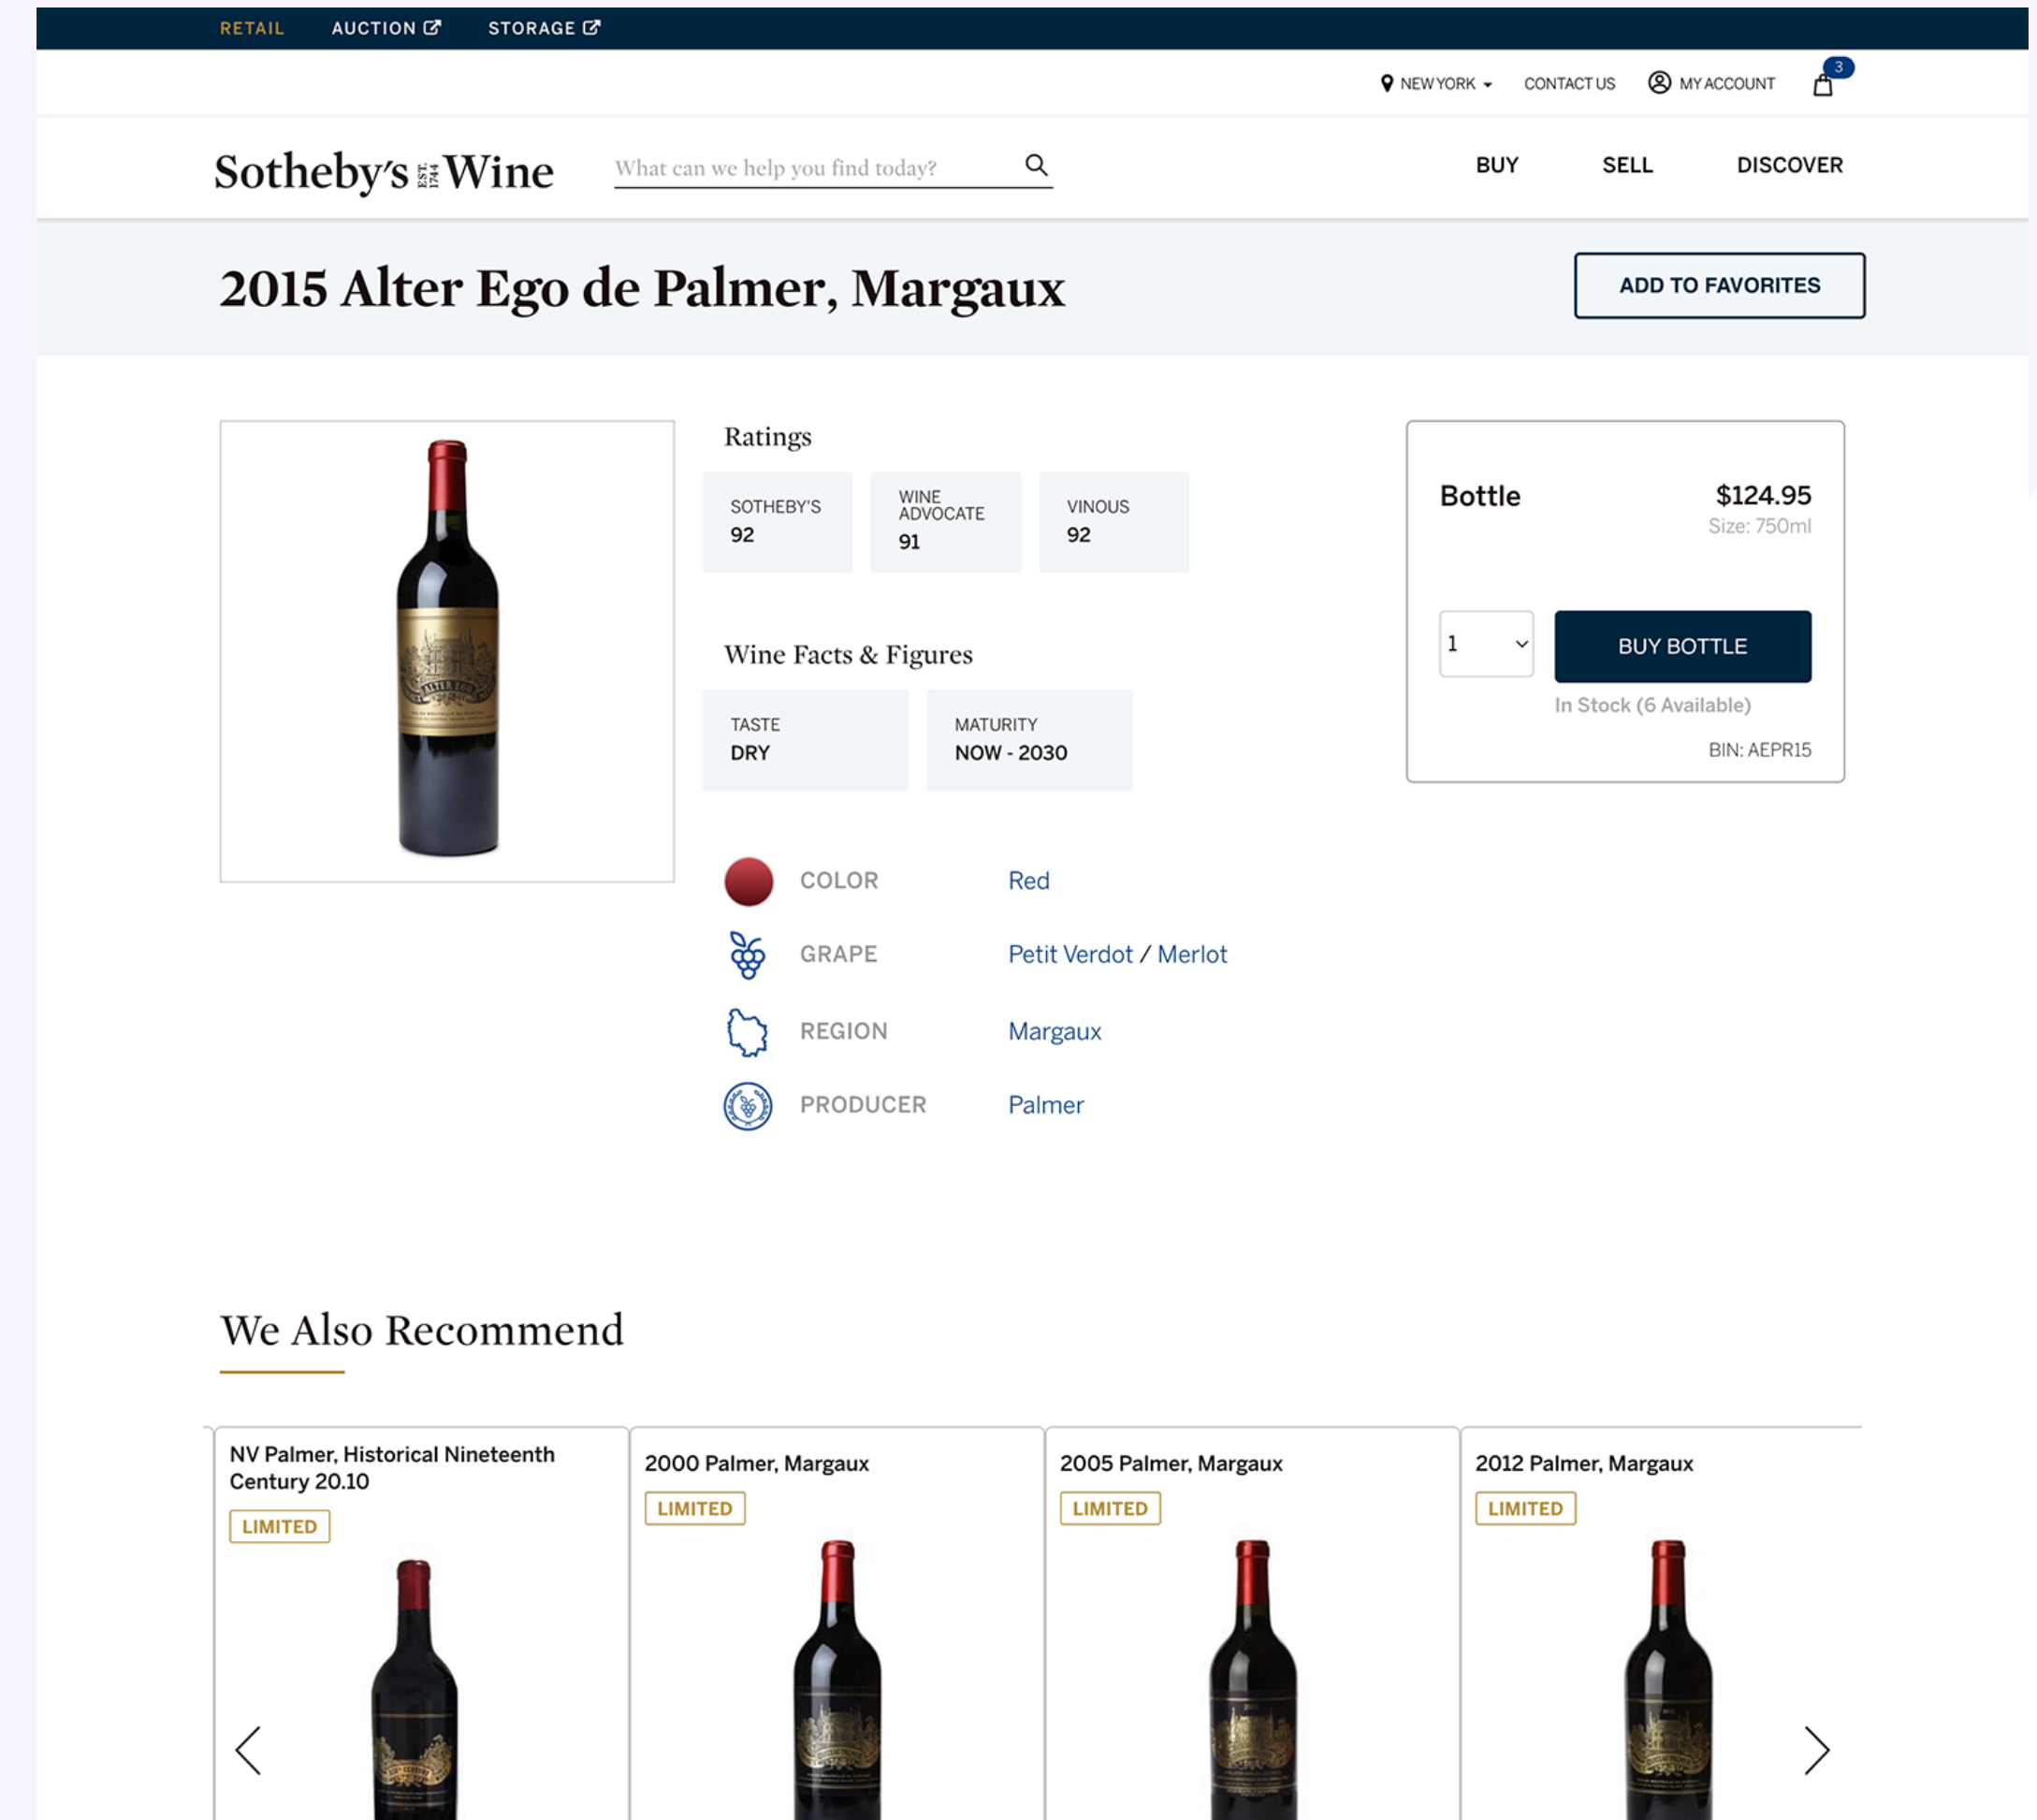 RETAIL AUCTION STORAGE
NEW YORK CONTACT US MY ACCOUNT 3
Sotheby's EST. 1744 Wine What can we help you find today? BUY SELL DISCOVER
2015 Alter Ego de Palmer, Margaux ADD TO FAVORITES
Ratings
SOTHEBY'S
92
WINE
ADVOCATE
91
VINOUS
92
Bottle $124.95
Size: 750ml
1 BUY BOTTLE
In Stock (6 Available)
BIN: AEPR15
ALTER EGO
Wine Facts & Figures
TASTE
DRY
MATURITY
NOW - 2030
COLOR Red
GRAPE Petit Verdot / Merlot
REGION Margaux
PRODUCER Palmer
We Also Recommend
NV Palmer, Historical Nineteenth
Century 20.10
LIMITED
2000 Palmer, Margaux
LIMITED
2005 Palmer, Margaux
LIMITED
2012 Palmer, Margaux
LIMITED